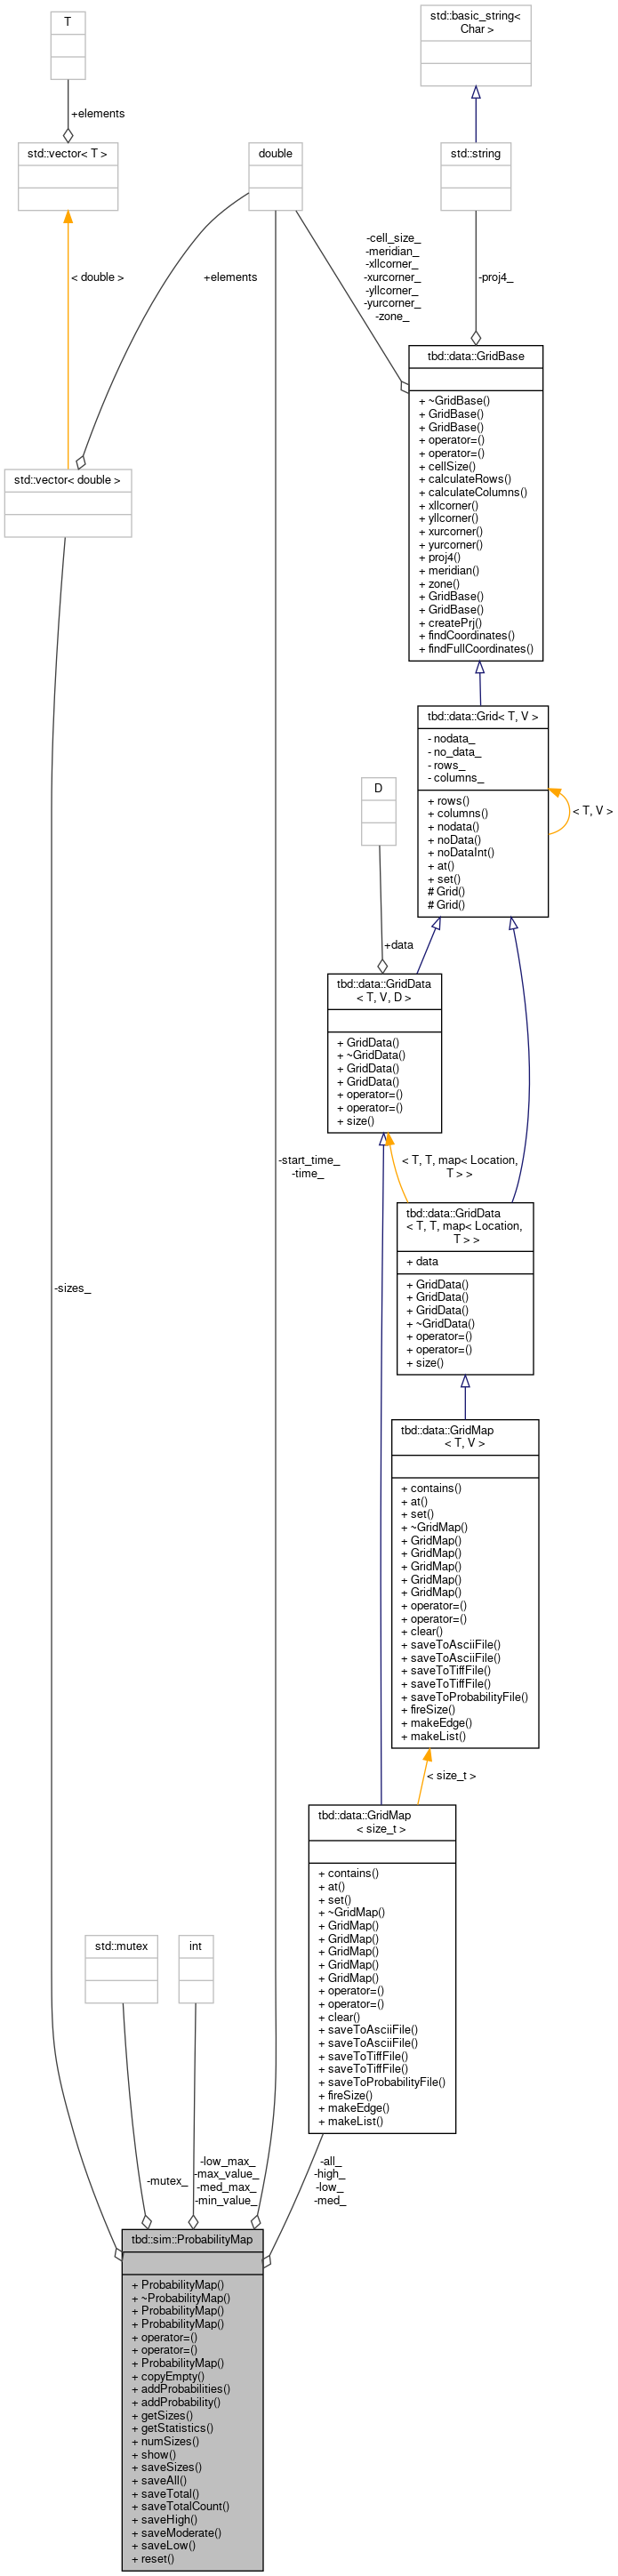 T
std::basic_string<
Char >
+elements
std::vector< T >
double
std::string
< double >
+elements
-cell_size_
-meridian_
-xllcorner_
-xurcorner_
-yllcorner_
-yurcorner_
-zone_
-proj4_
tbd::data::GridBase
+ ~GridBase()
+ GridBase()
+ GridBase()
+ operator=()
+ operator=()
+ cellSize()
+ calculateRows()
+ calculateColumns()
+ xllcorner()
+ yllcorner()
+ xurcorner()
+ yurcorner()
+ proj4()
+ meridian()
+ zone()
+ GridBase()
+ GridBase()
+ createPrj()
+ findCoordinates()
+ findFullCoordinates()
std::vector< double >
tbd::data::Grid< T, V >
- nodata_
- no_data_
- rows_
- columns_
+ rows()
+ columns()
+ nodata()
+ noData()
+ noDataInt()
+ at()
+ set()
# Grid()
# Grid()
< T, V >
D
+data
tbd::data::GridData
< T, V, D >
+ GridData()
+ ~GridData()
+ GridData()
+ GridData()
+ operator=()
+ operator=()
+ size()
-start_time_
-time_
< T, T, map< Location,
T > >
tbd::data::GridData
< T, T, map< Location,
T > >
+ data
+ GridData()
+ GridData()
+ GridData()
+ ~GridData()
+ operator=()
+ operator=()
+ size()
-sizes_
tbd::data::GridMap
< T, V >
+ contains()
+ at()
+ set()
+ ~GridMap()
+ GridMap()
+ GridMap()
+ GridMap()
+ GridMap()
+ GridMap()
+ operator=()
+ operator=()
+ clear()
+ saveToAsciiFile()
+ saveToAsciiFile()
+ saveToTiffFile()
+ saveToTiffFile()
+ saveToProbabilityFile()
+ fireSize()
+ makeEdge()
+ makeList()
< size_t >
tbd::data::GridMap
< size_t >
+ contains()
+ at()
+ set()
+ ~GridMap()
+ GridMap()
+ GridMap()
+ GridMap()
+ GridMap()
+ GridMap()
+ operator=()
+ operator=()
+ clear()
+ saveToAsciiFile()
+ saveToAsciiFile()
+ saveToTiffFile()
+ saveToTiffFile()
+ saveToProbabilityFile()
+ fireSize()
+ makeEdge()
+ makeList()
std::mutex
int
-mutex_
-low_max_
-max_value_
-med_max_
-min_value_
-all_
-high_
-low_
-med_
tbd::sim::ProbabilityMap
+ ProbabilityMap()
+ ~ProbabilityMap()
+ ProbabilityMap()
+ ProbabilityMap()
+ operator=()
+ operator=()
+ ProbabilityMap()
+ copyEmpty()
+ addProbabilities()
+ addProbability()
+ getSizes()
+ getStatistics()
+ numSizes()
+ show()
+ saveSizes()
+ saveAll()
+ saveTotal()
+ saveTotalCount()
+ saveHigh()
+ saveModerate()
+ saveLow()
+ reset()